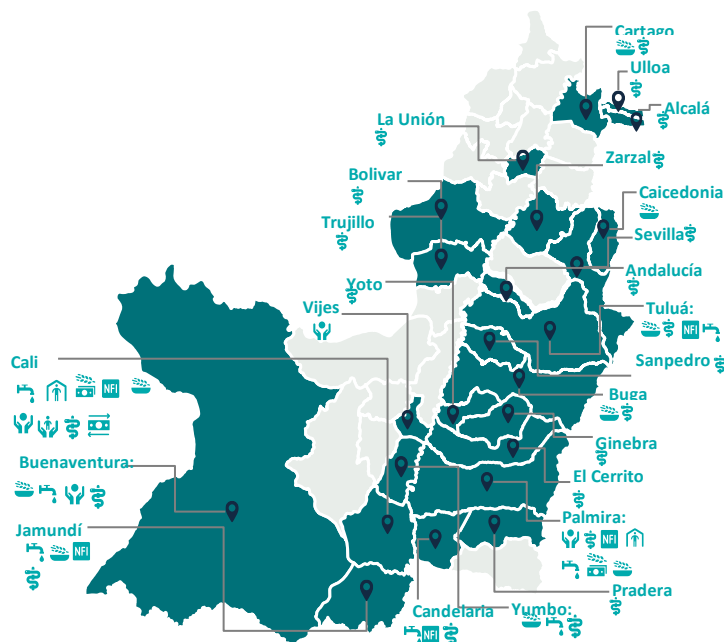 Cartago
Ulloa
Alcalá
La Unión
Zarzal
Bolivar
Caicedonia
Trujillo
Sevilla
Andalucía
Yoto
Vijes
Tuluá:
Cali
NFI
Sanpedro
NFI
Buga
Buenaventura:
Ginebra
El Cerrito
Jamundí
NFI
Palmira:
NFI
Pradera
Candelaria
Yumbo:
NFI